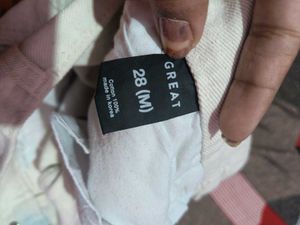 GREAT
28 (M)
Cotton 100%
made in korea